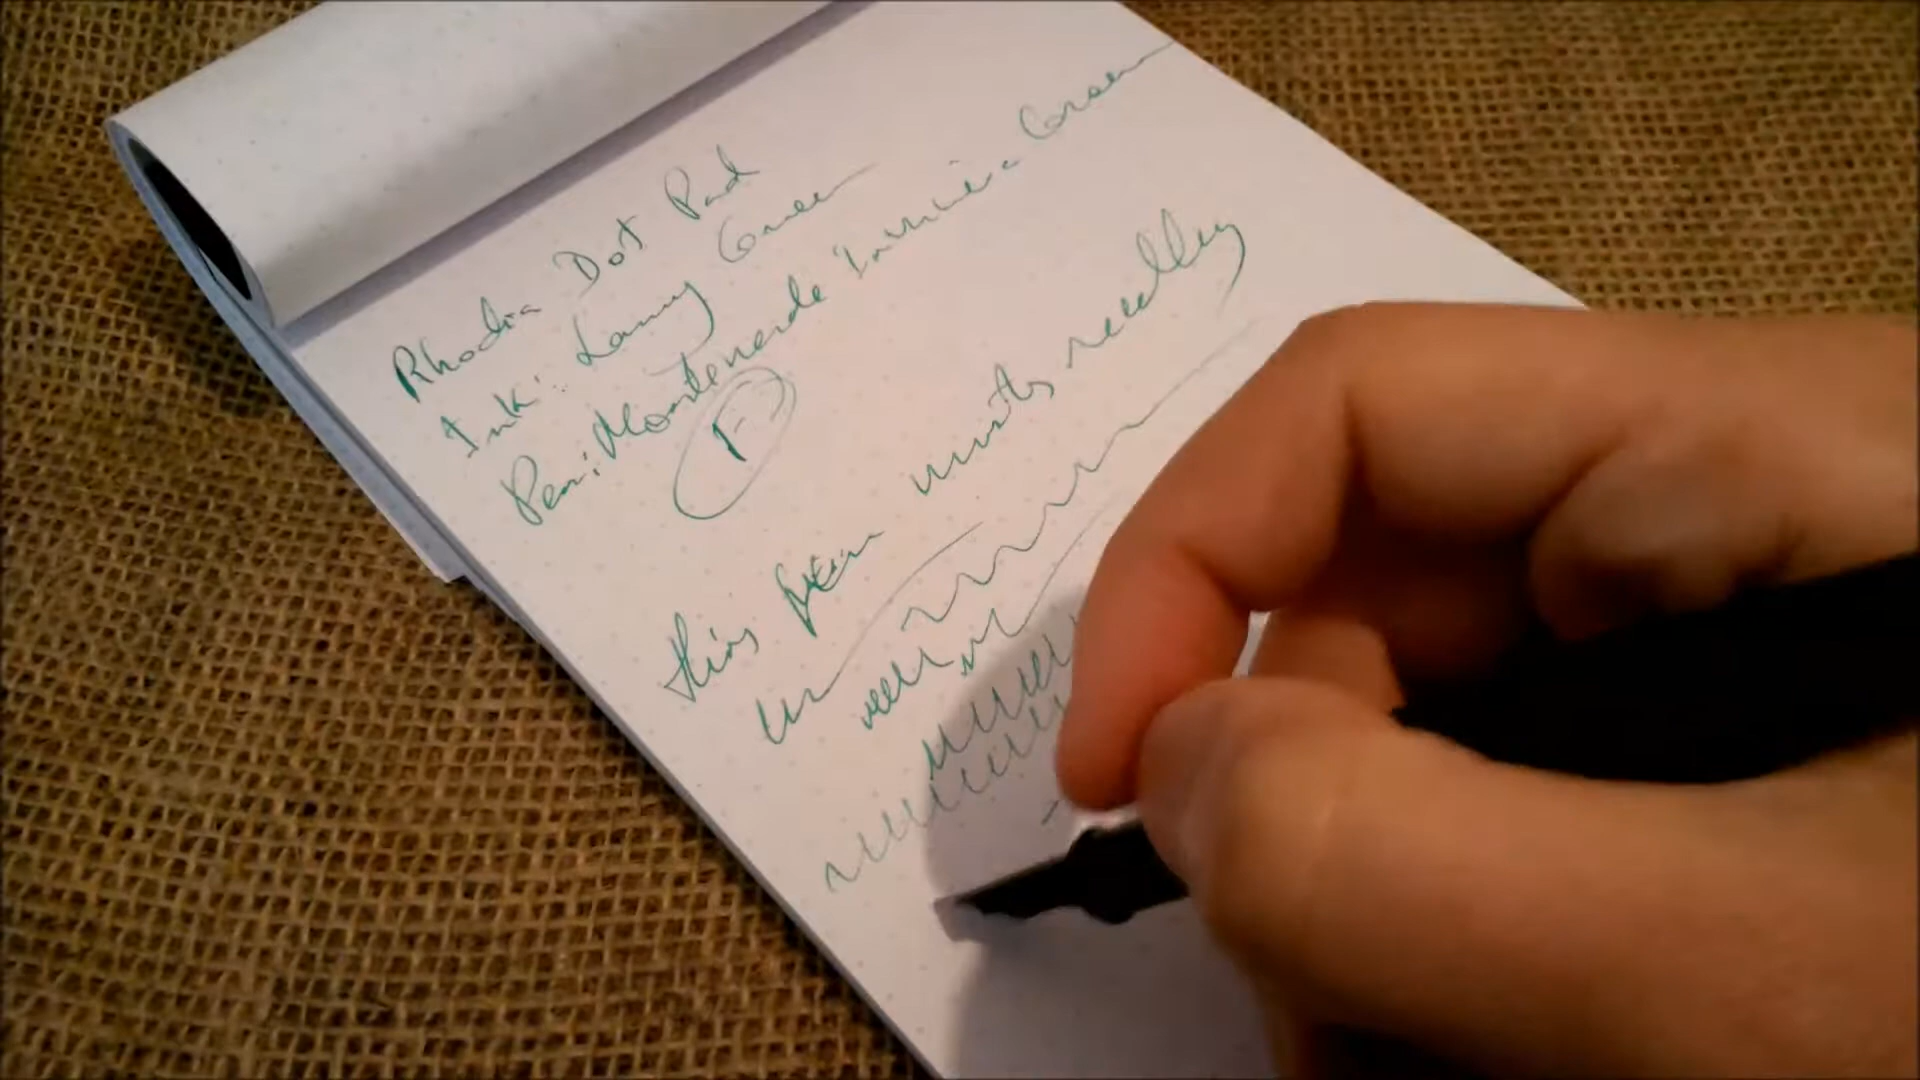 Rhodia Dot Pad
Ink: Lamy Green
Pen: Monteverde Invincia Green
F
this pen writes really